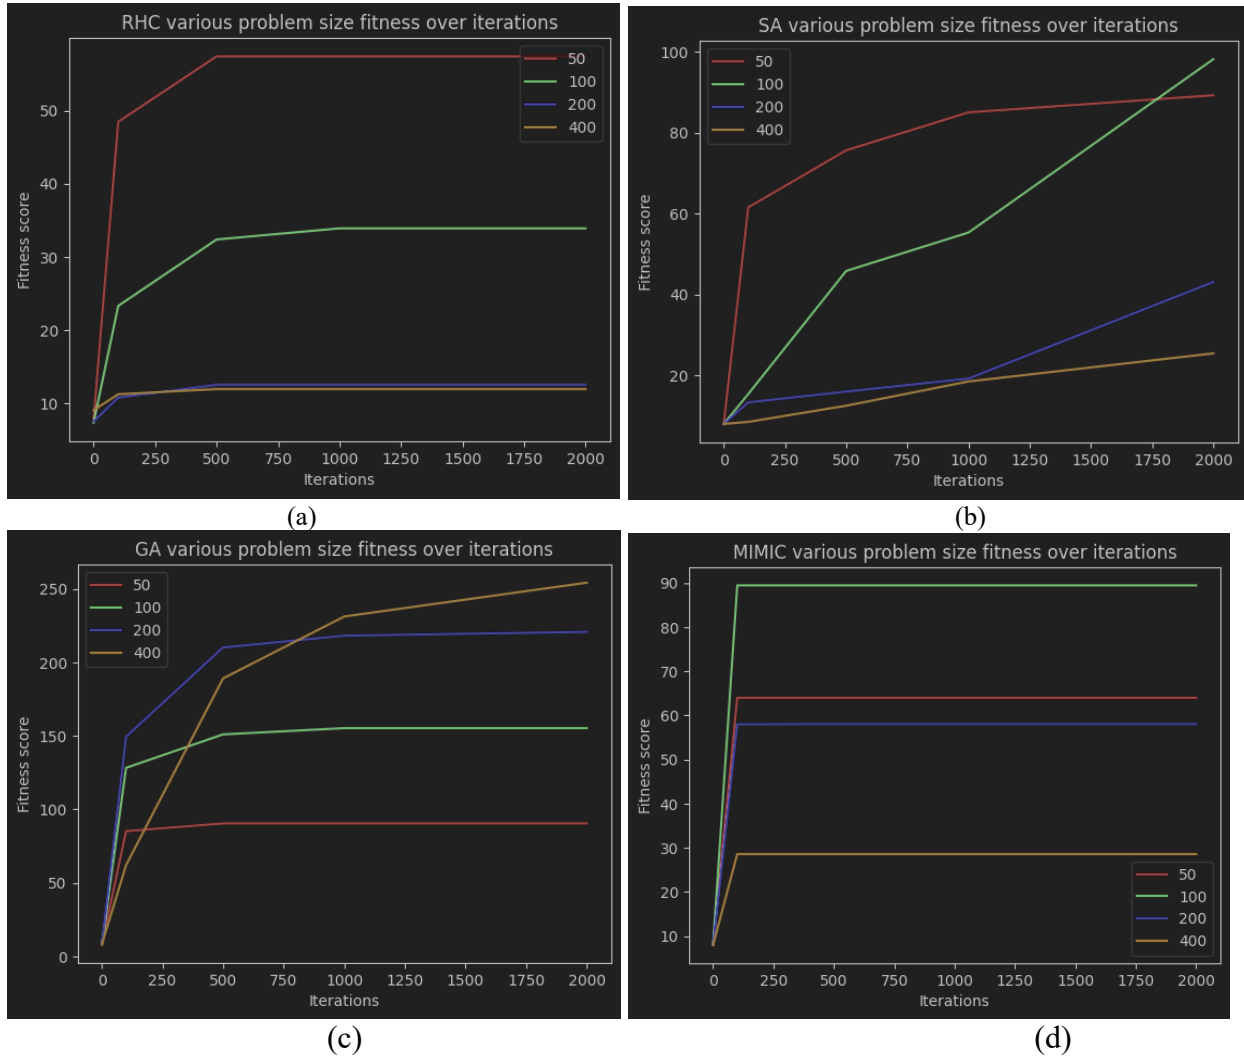 RHC various problem size fitness over iterations
50
100
200
400
50
40
30
20
10
Fitness score
0 250 500 750 1000 1250 1500 1750 2000
Iterations
(a)
SA various problem size fitness over iterations
50
100
200
400
100
80
60
40
20
Fitness score
0 250 500 750 1000 1250 1500 1750 2000
Iterations
(b)
GA various problem size fitness over iterations
50
100
200
400
250
200
150
100
50
0
Fitness score
0 250 500 750 1000 1250 1500 1750 2000
Iterations
(c)
MIMIC various problem size fitness over iterations
90
80
70
60
50
40
30
20
10
Fitness score
50
100
200
400
0 250 500 750 1000 1250 1500 1750 2000
Iterations
(d)